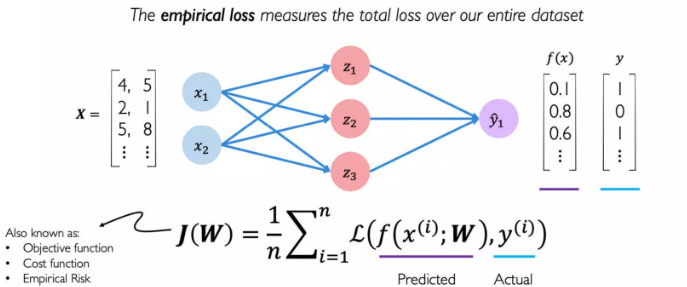 The empirical loss measures the total loss over our entire dataset
f(x) y
X = [4, 5
2, 1
5, 8
⋮ ⋮]
x₁
x₂
z₁
z₂
z₃
ŷ₁
[0.1
0.8
0.6
⋮]
[1
0
1
⋮]
Also known as:
• Objective function
• Cost function
• Empirical Risk
J(W) = 1/n ∑ᵢ₌₁ⁿ ℒ(f(x⁽ⁱ⁾; W), y⁽ⁱ⁾)
Predicted Actual